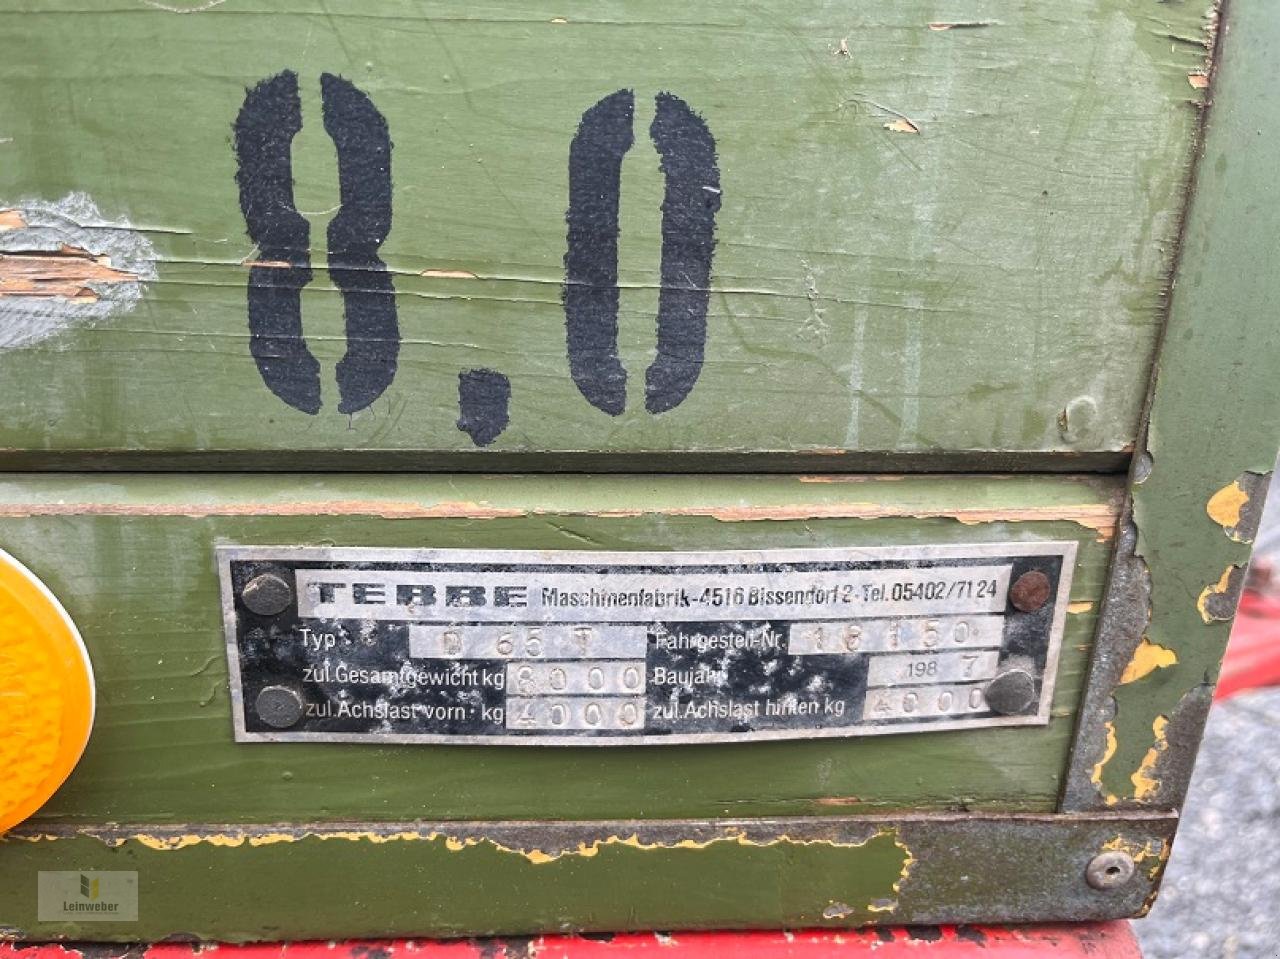 8,0
TEBBE Maschinenfabrik-4516 Bissendorf 2·Tel. 05402/7124
Typ: D 65 T Fahrgestell-Nr. 18150
zul.Gesamtgewicht kg 8000 Baujahr 1987
zul.Achslast vorn · kg 4000 zul.Achslast hinten kg 4000
Leinweber